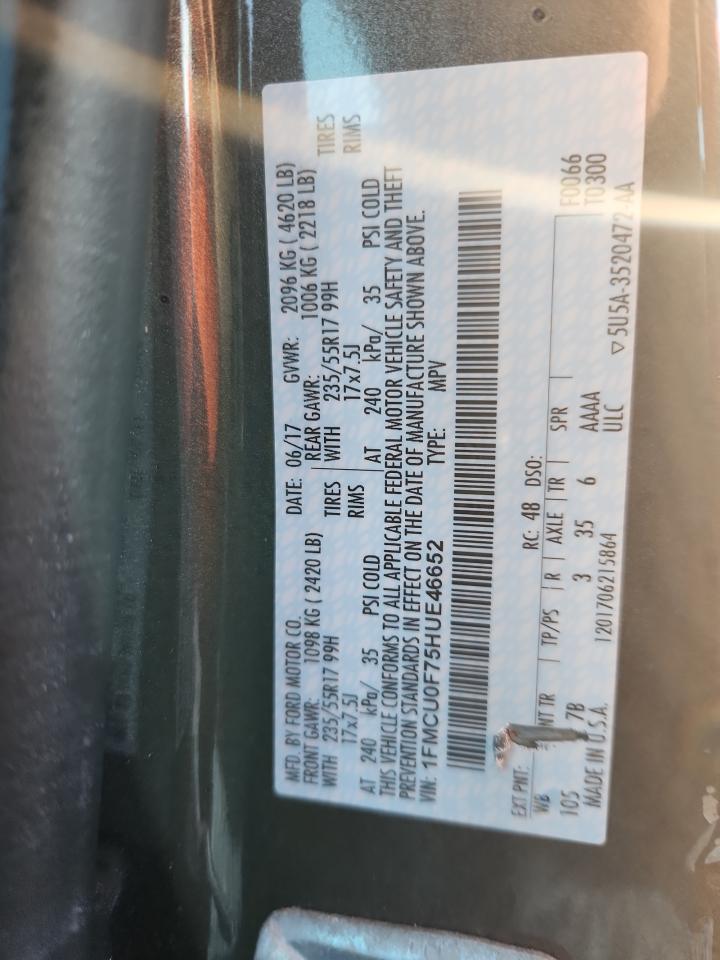 MFD. BY FORD MOTOR CO. DATE: 06/17 GVWR: 2096 KG ( 4620 LB)
FRONT GAWR: 1098 KG ( 2420 LB) REAR GAWR: 1006 KG ( 2218 LB)
WITH 235/55R17 99H TIRES WITH 235/55R17 99H TIRES
17x7.5J RIMS 17x7.5J RIMS
AT 240 kPa/ 35 PSI COLD AT 240 kPa/ 35 PSI COLD
THIS VEHICLE CONFORMS TO ALL APPLICABLE FEDERAL MOTOR VEHICLE SAFETY AND THEFT
PREVENTION STANDARDS IN EFFECT ON THE DATE OF MANUFACTURE SHOWN ABOVE.
VIN: 1FMCU0F75HUE46652 TYPE: MPV
EXT PNT: RC: 48 DSO:
WB INT TR TP/PS R AXLE TR SPR F0066
105 7B 3 35 6 AAAA T0300
MADE IN U.S.A. 1201706215864 ULC ▽5U5A-3520472-AA